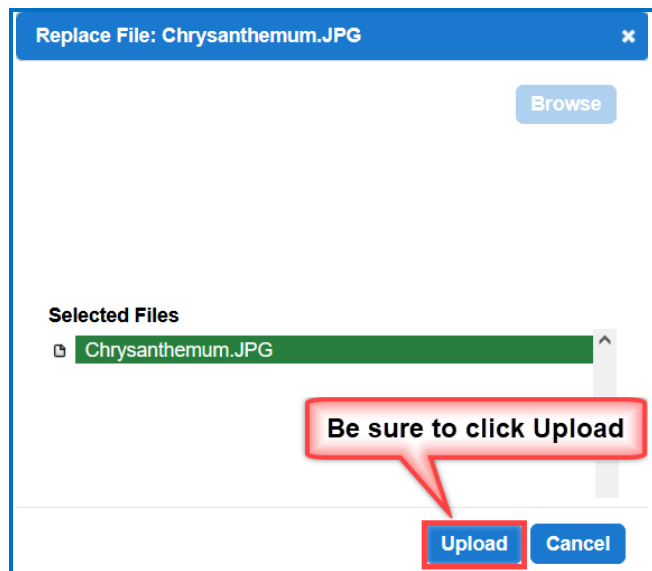 Replace File: Chrysanthemum.JPG
Browse
Selected Files
Chrysanthemum.JPG
Be sure to click Upload
Upload
Cancel